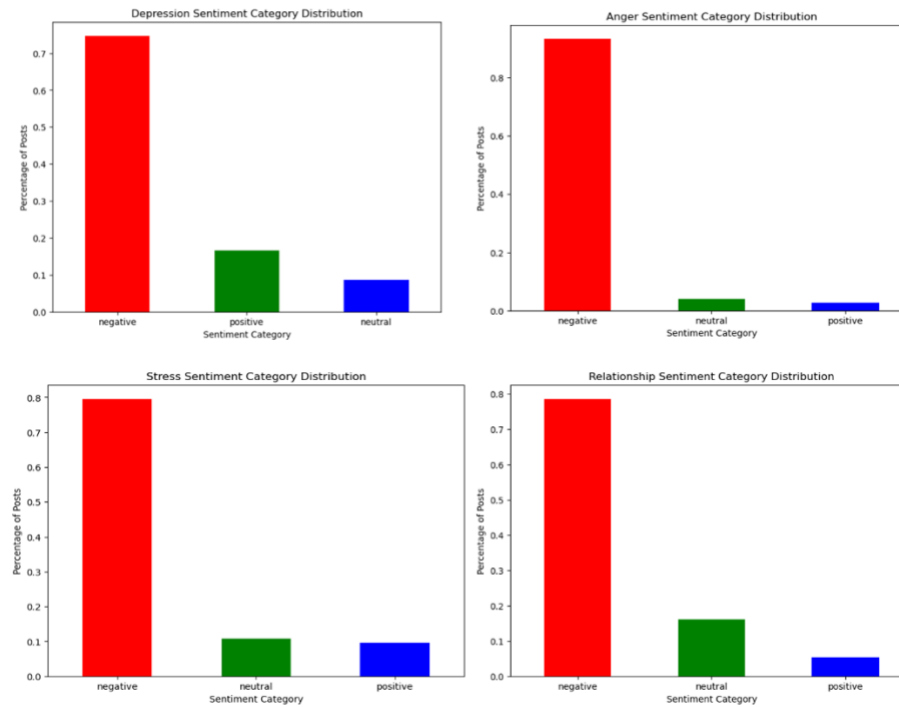 Depression Sentiment Category Distribution
Percentage of Posts
0.7
0.6
0.5
0.4
0.3
0.2
0.1
0.0
negative positive neutral
Sentiment Category
Anger Sentiment Category Distribution
Percentage of Posts
0.8
0.6
0.4
0.2
0.0
negative neutral positive
Sentiment Category
Stress Sentiment Category Distribution
Percentage of Posts
0.8
0.7
0.6
0.5
0.4
0.3
0.2
0.1
0.0
negative neutral positive
Sentiment Category
Relationship Sentiment Category Distribution
Percentage of Posts
0.8
0.7
0.6
0.5
0.4
0.3
0.2
0.1
0.0
negative neutral positive
Sentiment Category